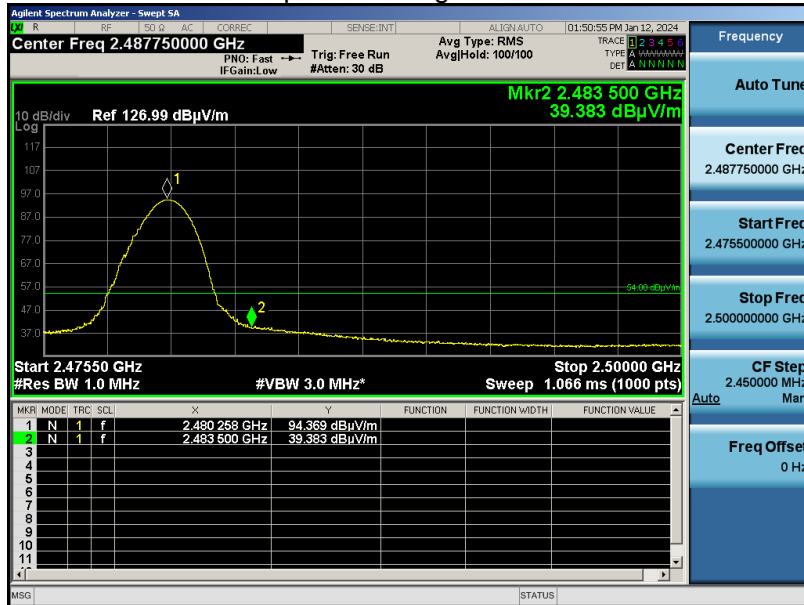 Agilent Spectrum Analyzer - Swept SA
LXI R RF 50 Ω AC CORREC SENSE:INT ALIGN AUTO 01:50:55 PM Jan 12, 2024
Center Freq 2.487750000 GHz
PNO: Fast
IFGain:Low
Trig: Free Run
#Atten: 30 dB
Avg Type: RMS
Avg|Hold: 100/100
TRACE 1 2 3 4 5 6
TYPE A
DET A N N N N N
Mkr2 2.483 500 GHz
39.383 dBµV/m
10 dB/div Ref 126.99 dBµV/m
Log
117
107
97.0
87.0
77.0
67.0
57.0
47.0
37.0
1
2
54.00 dBµV/m
Start 2.47550 GHz Stop 2.50000 GHz
#Res BW 1.0 MHz #VBW 3.0 MHz* Sweep 1.066 ms (1000 pts)
MKR MODE TRC SCL X Y FUNCTION FUNCTION WIDTH FUNCTION VALUE
1 N 1 f 2.480 258 GHz 94.369 dBµV/m
2 N 1 f 2.483 500 GHz 39.383 dBµV/m
3
4
5
6
7
8
9
10
11
MSG STATUS
Frequency
Auto Tune
Center Freq
2.487750000 GHz
Start Freq
2.475500000 GHz
Stop Freq
2.500000000 GHz
CF Step
2.450000 MHz
Auto Man
Freq Offset
0 Hz